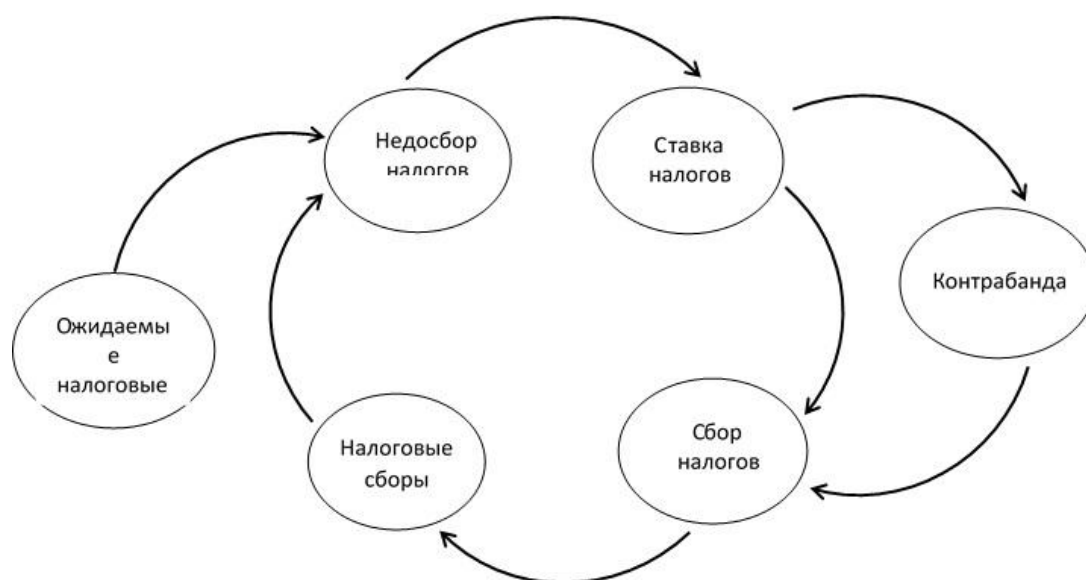 Недосбор
налогов
Ставка
налогов
Контрабанда
Ожидаемы
е
налоговые
Налоговые
сборы
Сбор
налогов